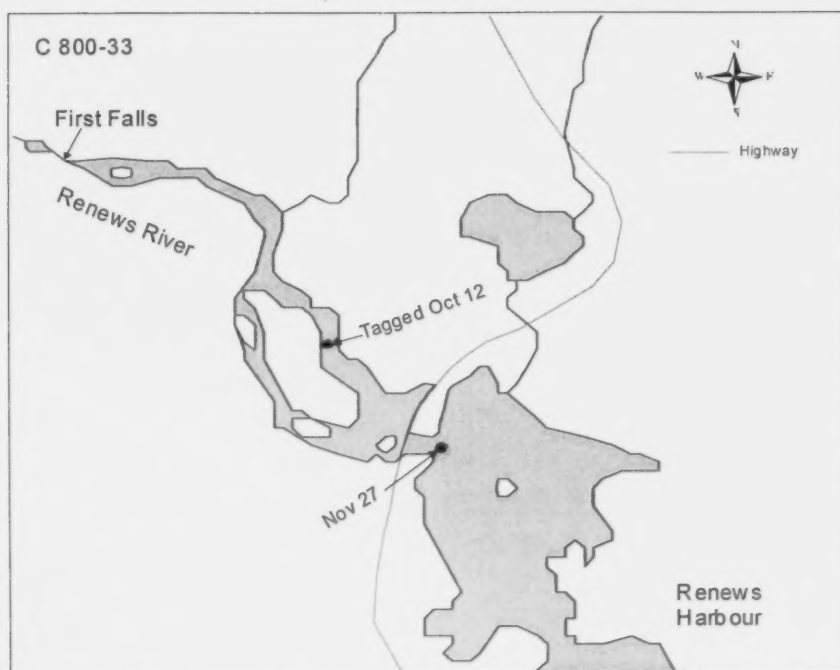 C 800-33
First Falls
Renews River
Tagged Oct 12
Nov 27
N
W E
Highway
Renews
Harbour